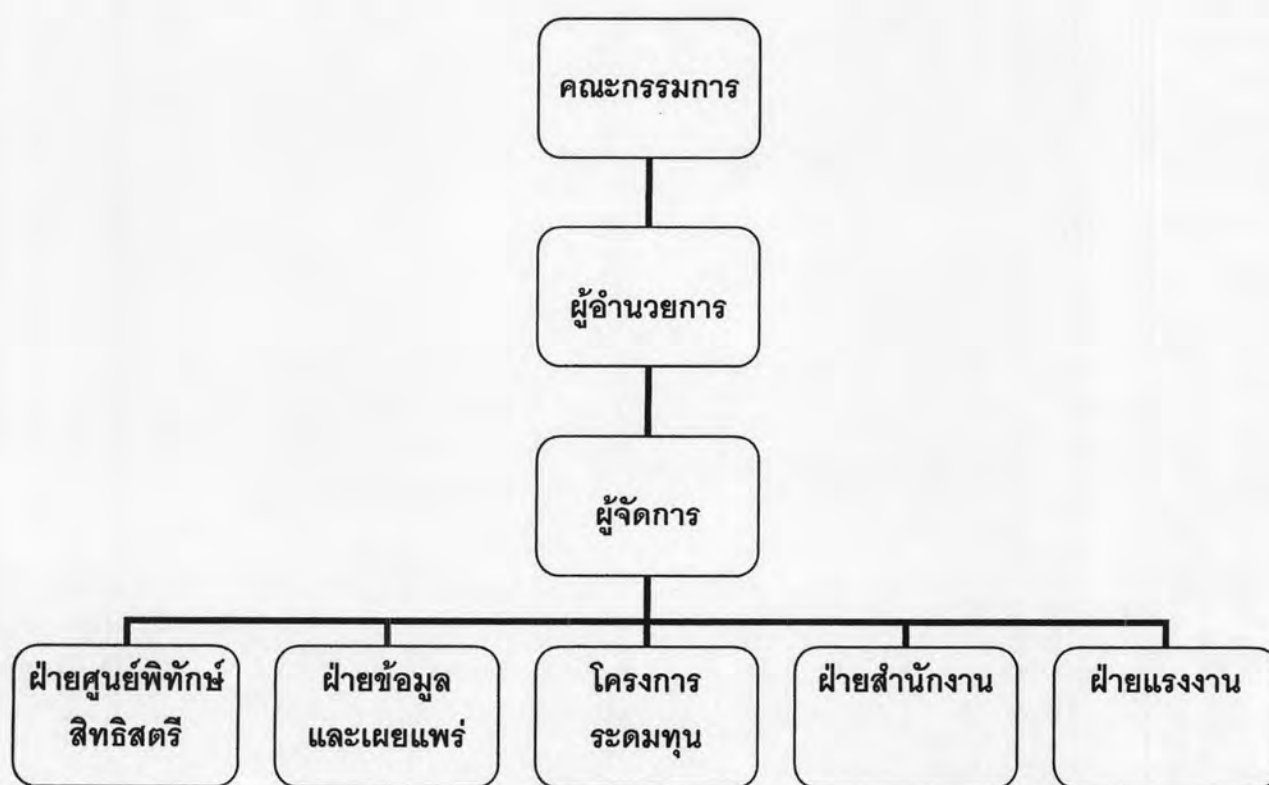 คณะกรรมการ
ผู้อำนวยการ
ผู้จัดการ
ฝ่ายศูนย์พิทักษ์
สิทธิสตรี
ฝ่ายข้อมูล
และเผยแพร่
โครงการ
ระดมทุน
ฝ่ายสำนักงาน
ฝ่ายแรงงาน